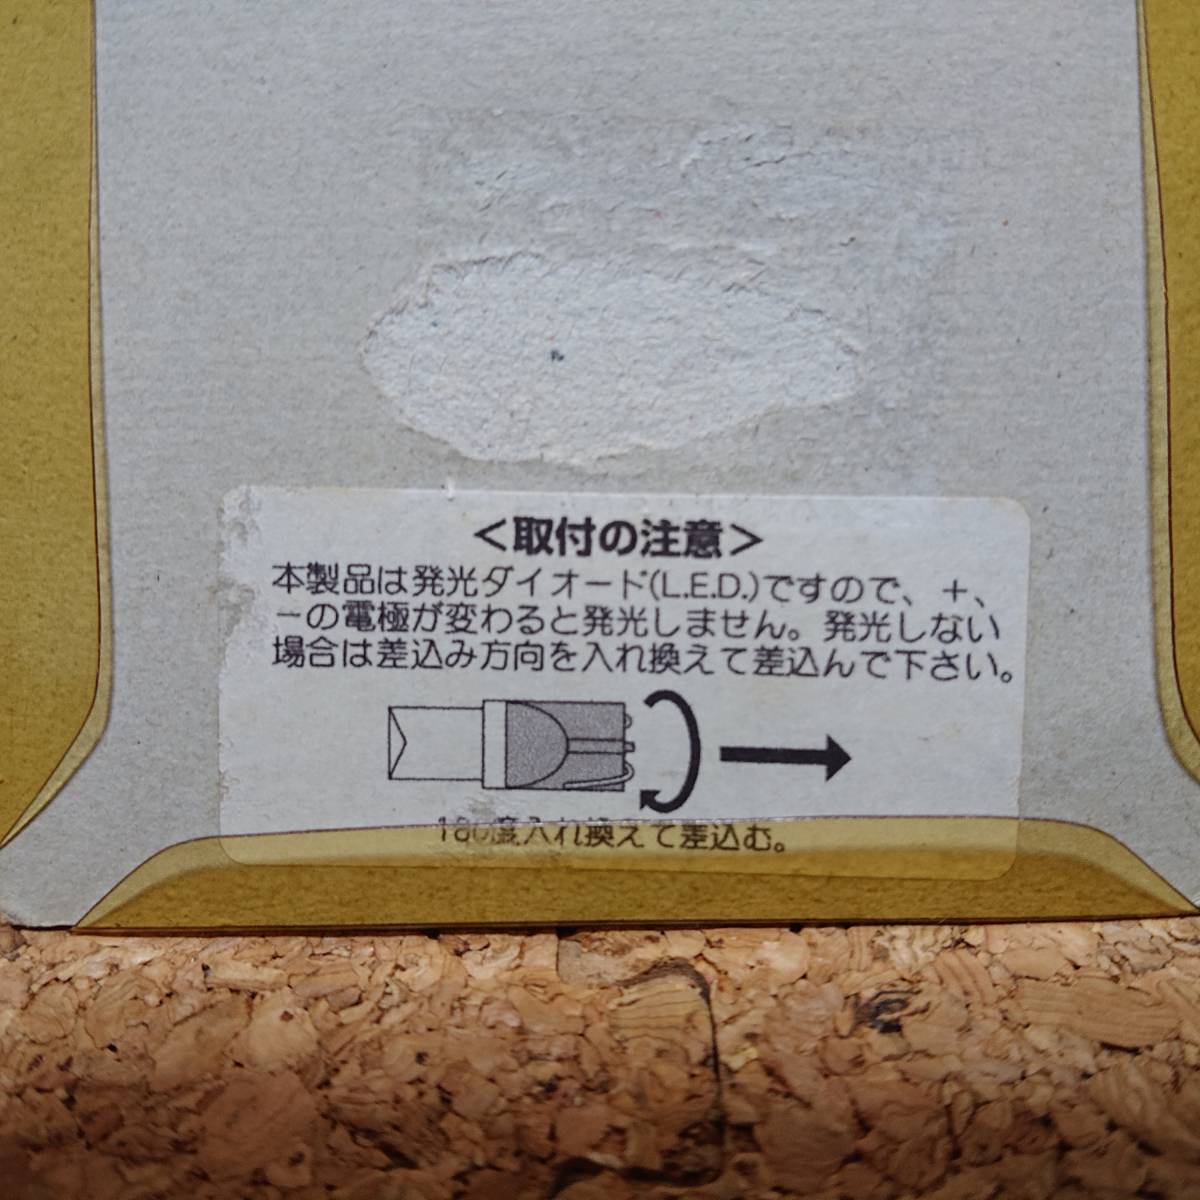 ＜取付の注意＞
本製品は発光ダイオード(L.E.D.)ですので、＋、
－の電極が変わると発光しません。発光しない
場合は差込み方向を入れ換えて差込んで下さい。
180度入れ換えて差込む。